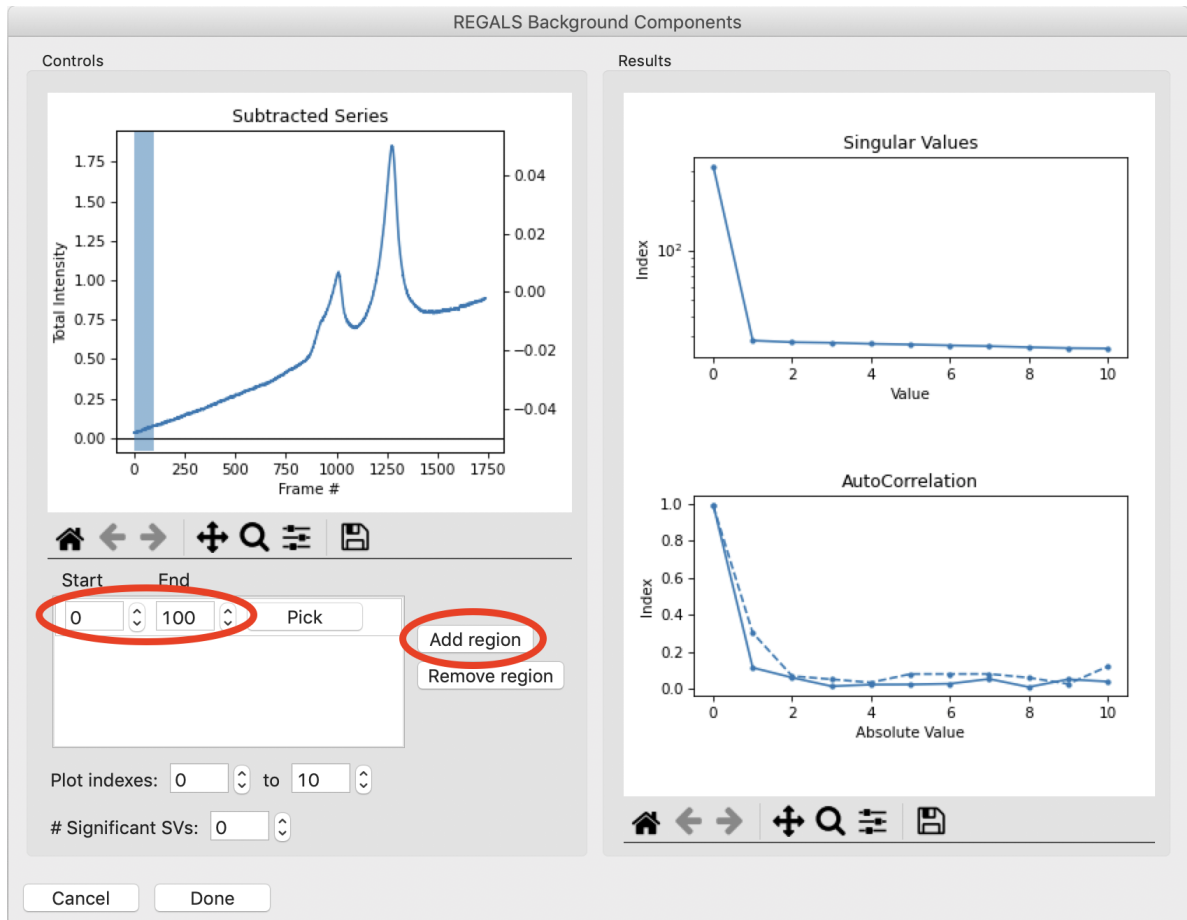 REGALS Background Components
Controls
Subtracted Series
Total Intensity
1.75
1.50
1.25
1.00
0.75
0.50
0.25
0.00
0.04
0.02
0.00
−0.02
−0.04
0 250 500 750 1000 1250 1500 1750
Frame #
Start End
0 100 Pick
Add region
Remove region
Plot indexes: 0 to 10
# Significant SVs: 0
Cancel Done
Results
Singular Values
Index
10²
0 2 4 6 8 10
Value
AutoCorrelation
Index
1.0
0.8
0.6
0.4
0.2
0.0
0 2 4 6 8 10
Absolute Value